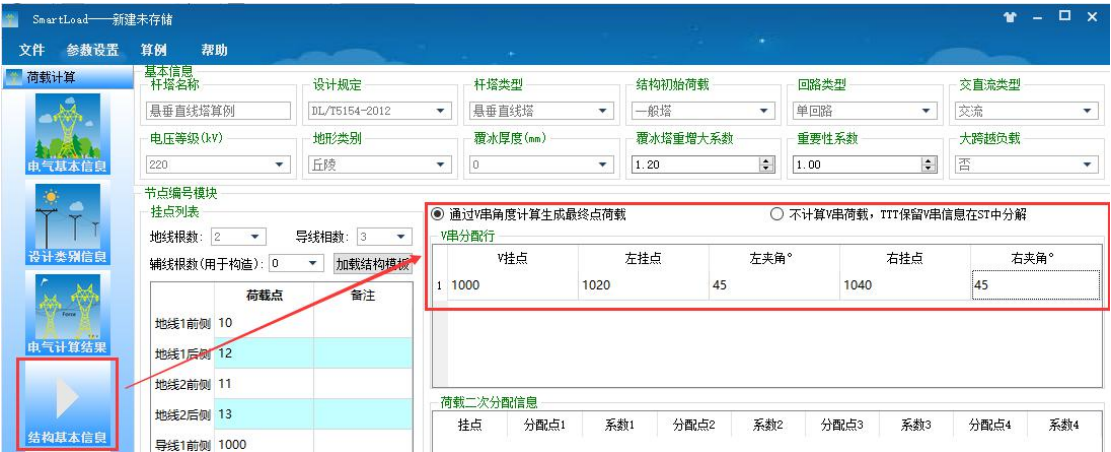 SmartLoad——新建未存储
文件 参数设置 算例 帮助
荷载计算
电气基本信息
设计类别信息
Force
电气计算结果
结构基本信息
基本信息
杆塔名称 设计规定 杆塔类型 结构初始荷载 回路类型 交直流类型
悬垂直线塔算例 DL/T5154-2012 悬垂直线塔 一般塔 单回路 交流
电压等级(kV) 地形类别 覆冰厚度(mm) 覆冰塔重增大系数 重要性系数 大跨越负载
220 丘陵 0 1.20 1.00 否
节点编号模块
挂点列表
地线根数: 2 导线相数: 3
辅线根数(用于构造): 0 加载结构模板
荷载点 备注
地线1前侧 10
地线1后侧 12
地线2前侧 11
地线2后侧 13
导线1前侧 1000
通过V串角度计算生成最终点荷载 不计算V串荷载，TTT保留V串信息在ST中分解
V串分配行
V挂点 左挂点 左夹角° 右挂点 右夹角°
1 1000 1020 45 1040 45
荷载二次分配信息
挂点 分配点1 系数1 分配点2 系数2 分配点3 系数3 分配点4 系数4